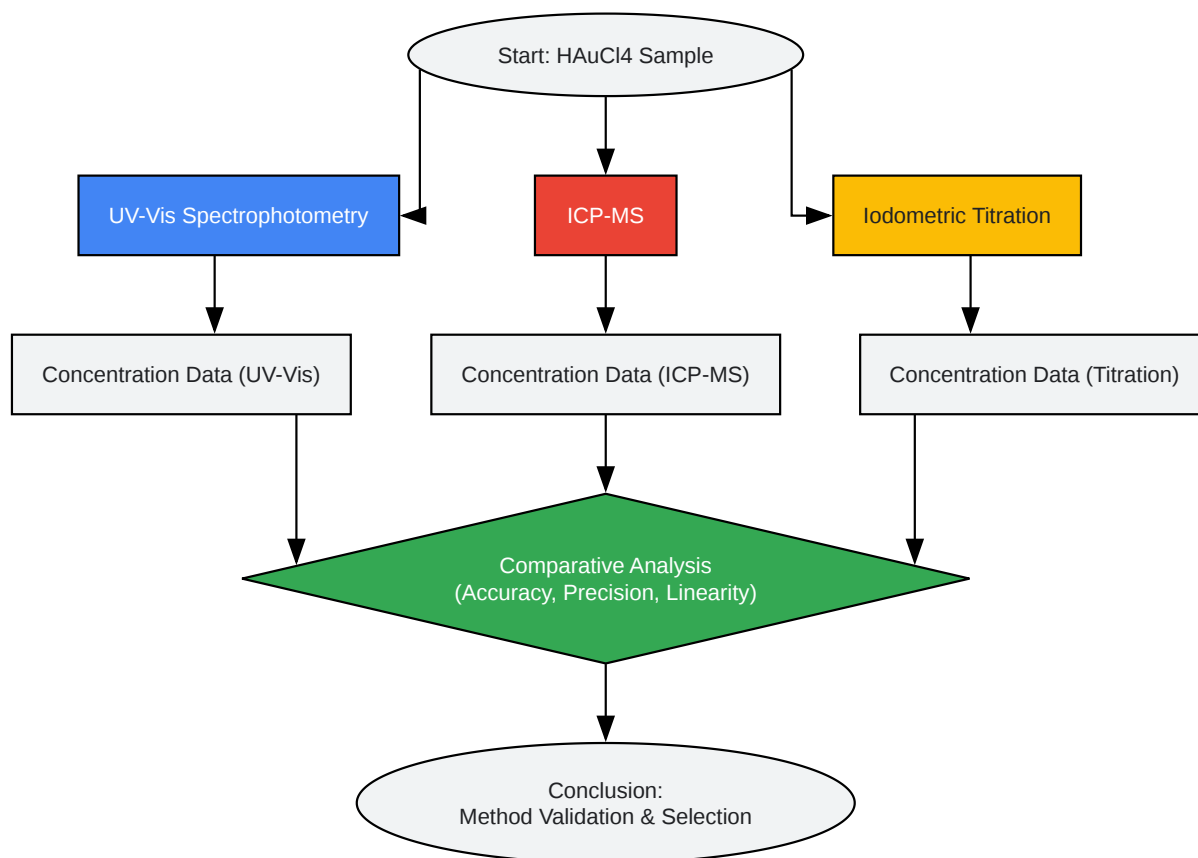 Start: HAuCl4 Sample
UV-Vis Spectrophotometry
ICP-MS
Iodometric Titration
Concentration Data (UV-Vis)
Concentration Data (ICP-MS)
Concentration Data (Titration)
Comparative Analysis
(Accuracy, Precision, Linearity)
Conclusion:
Method Validation & Selection